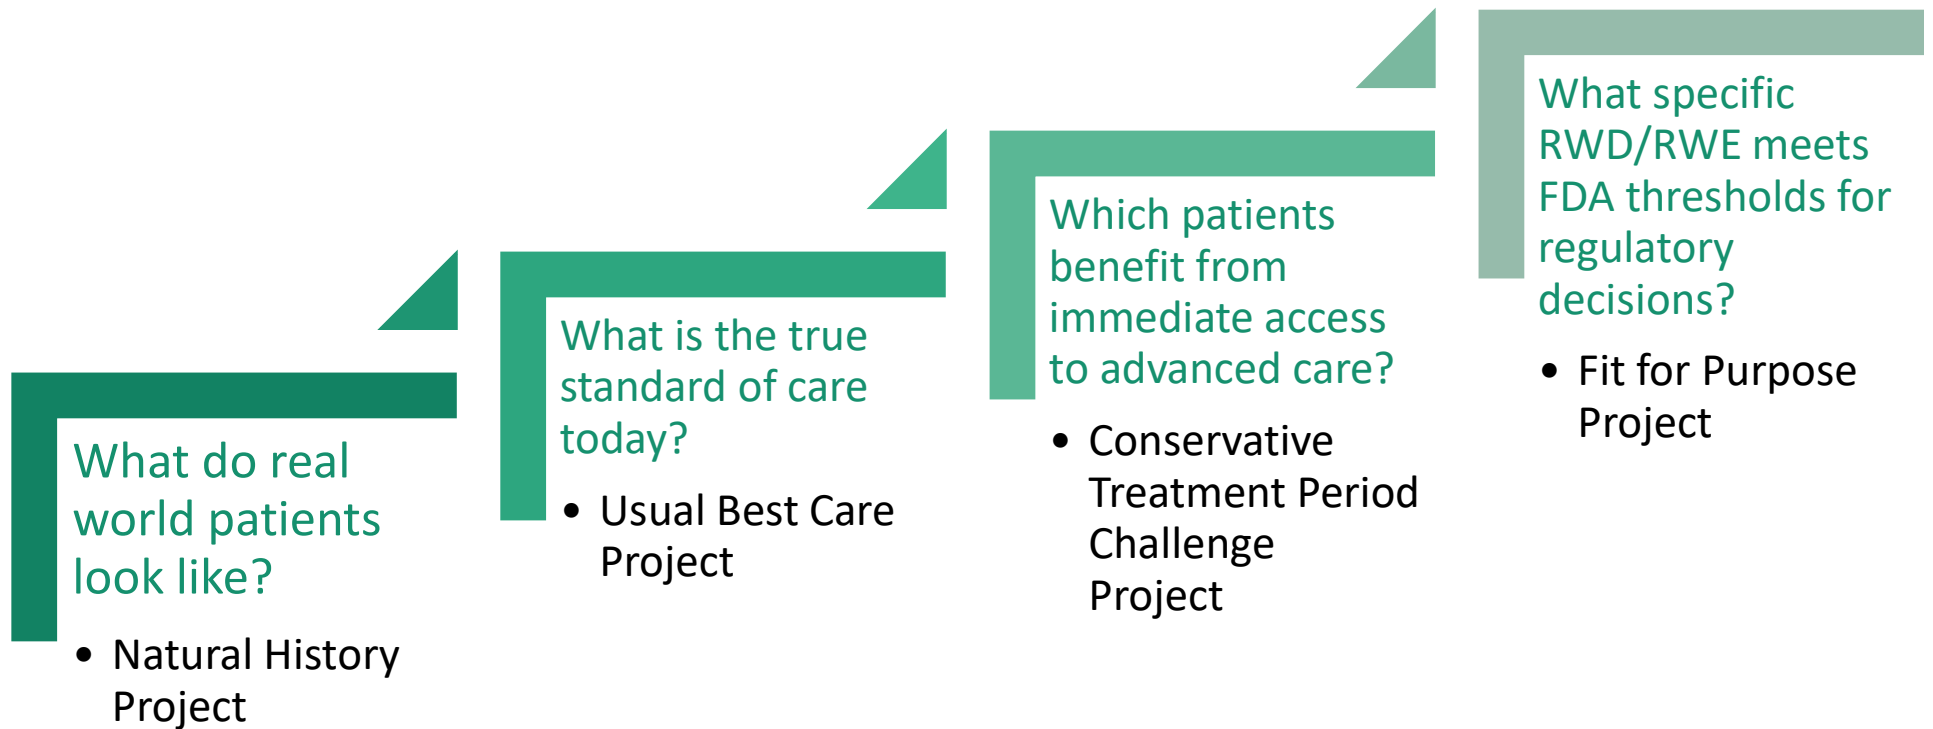 What do real
world patients
look like?
• Natural History
Project
What is the true
standard of care
today?
• Usual Best Care
Project
Which patients
benefit from
immediate access
to advanced care?
• Conservative
Treatment Period
Challenge
Project
What specific
RWD/RWE meets
FDA thresholds for
regulatory
decisions?
• Fit for Purpose
Project